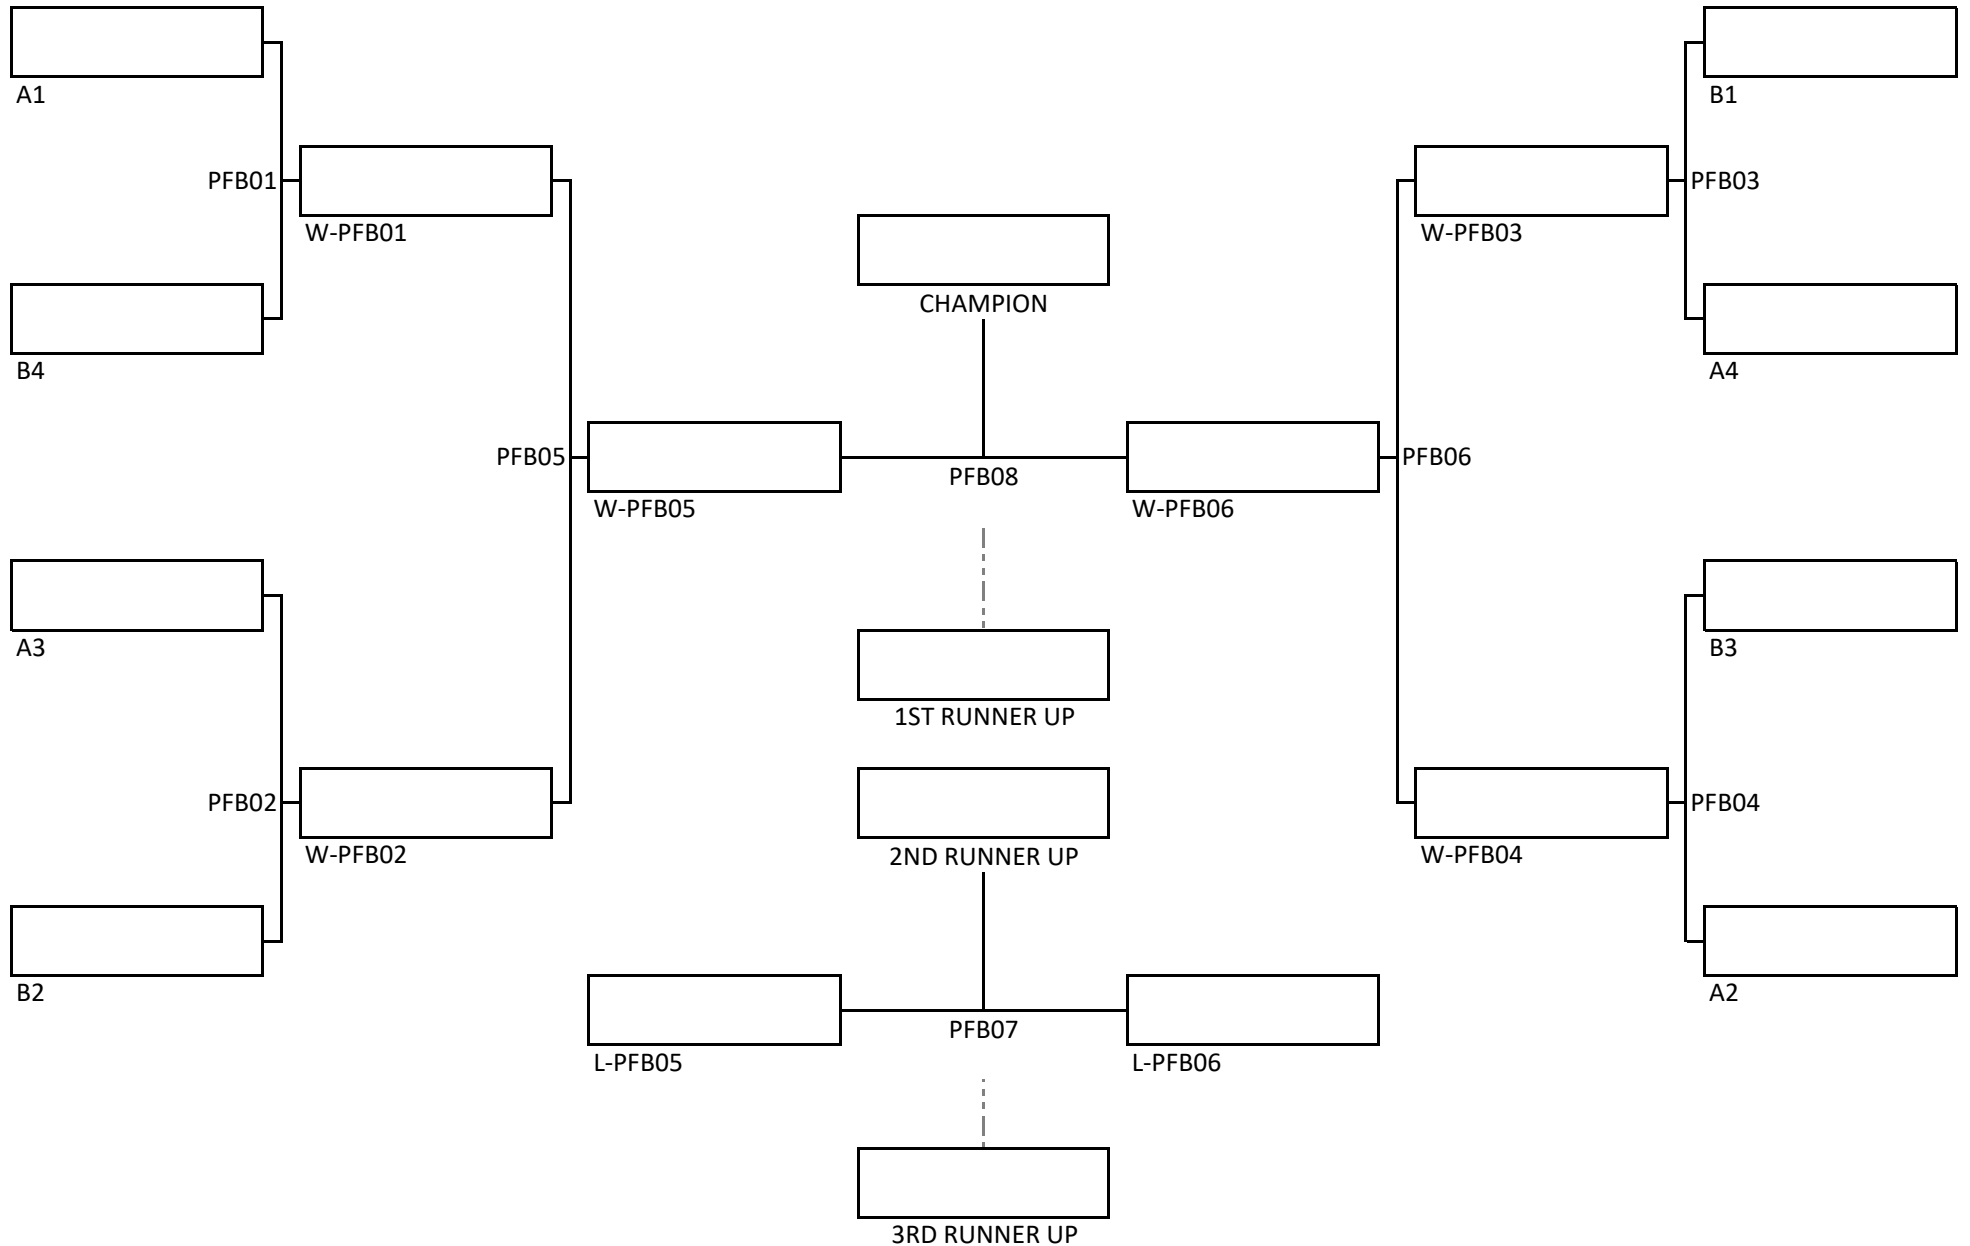 A1
B1
PFB01
PFB03
W-PFB01
W-PFB03
CHAMPION
B4
A4
PFB05
PFB06
PFB08
W-PFB05
W-PFB06
A3
B3
1ST RUNNER UP
PFB02
PFB04
W-PFB02
2ND RUNNER UP
W-PFB04
B2
A2
PFB07
L-PFB05
L-PFB06
3RD RUNNER UP